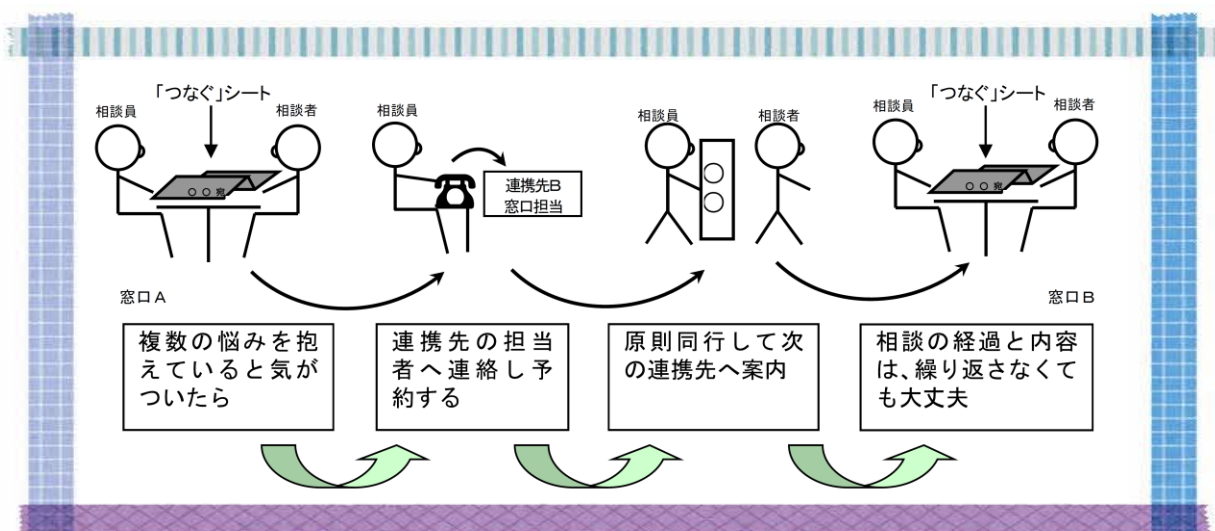 「つなぐ」シート
相談員
相談者
○○宛
窓口A
相談員
連携先B
窓口担当
相談員
相談者
「つなぐ」シート
相談員
相談者
○○宛
窓口B
複数の悩みを抱
えていると気が
ついたら
連携先の担当
者へ連絡し予
約する
原則同行して次
の連携先へ案内
相談の経過と内容
は、繰り返さなくて
も大丈夫